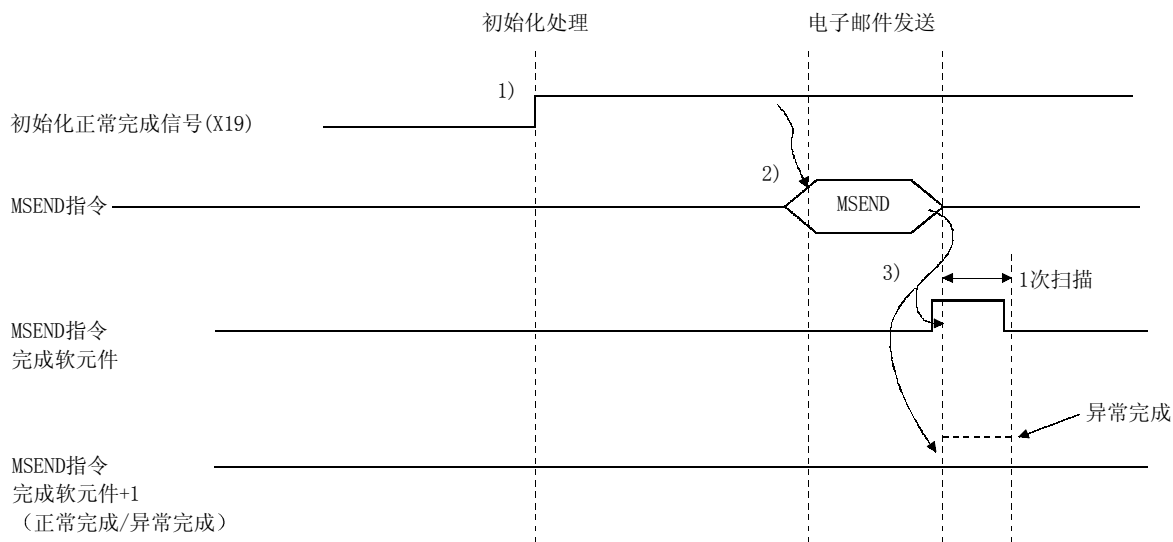 初始化处理
电子邮件发送
1)
初始化正常完成信号(X19)
2)
MSEND指令
MSEND
3)
1次扫描
MSEND指令
完成软元件
异常完成
MSEND指令
完成软元件+1
（正常完成/异常完成）